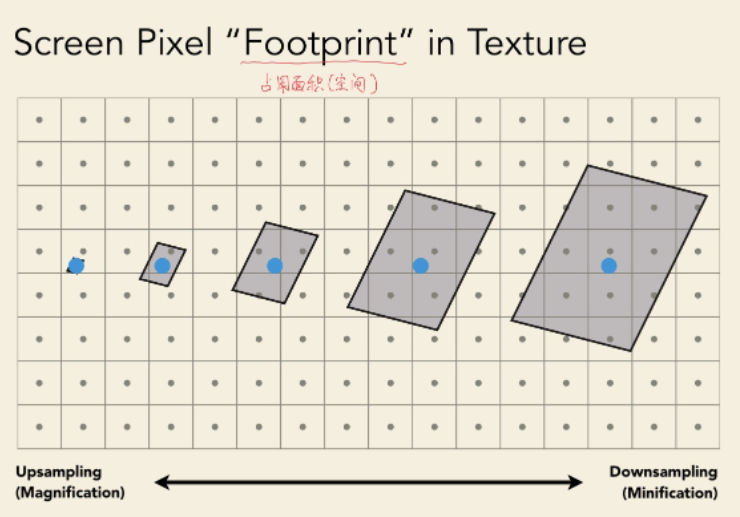 Screen Pixel “Footprint” in Texture
占用面积(空间)
Upsampling
(Magnification)
Downsampling
(Minification)